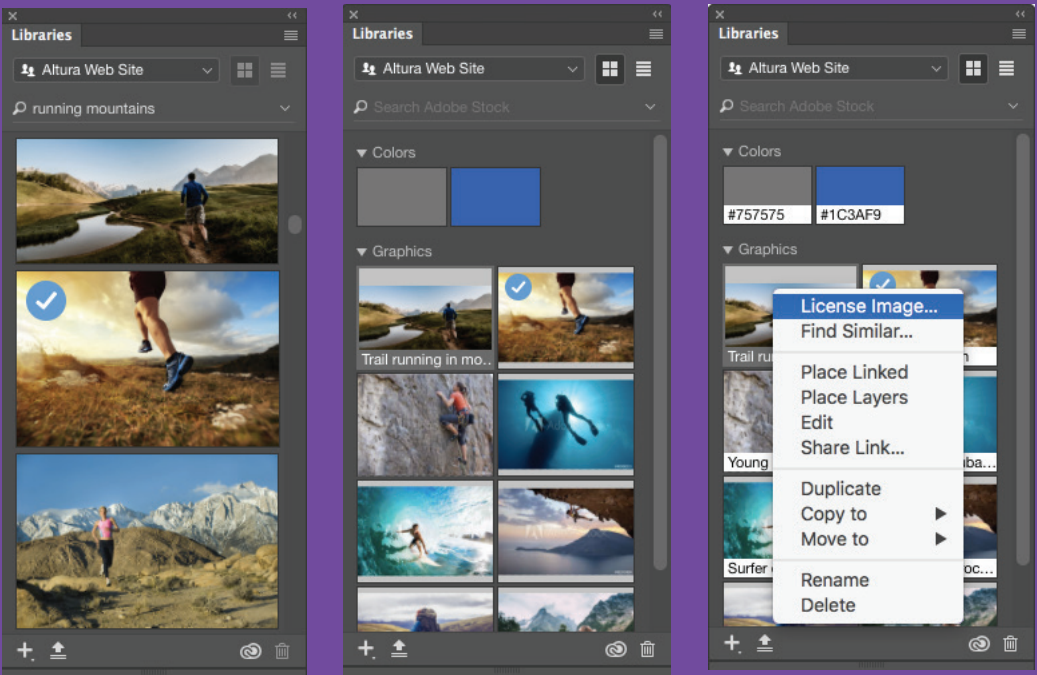 Libraries
Altura Web Site
running mountains
Libraries
Altura Web Site
Search Adobe Stock
Colors
Graphics
Trail running in mo...
Libraries
Altura Web Site
Search Adobe Stock
Colors
#757575
#1C3AF9
Graphics
License Image...
Find Similar...
Trail
Place Linked
Place Layers
Edit
Share Link...
Young
Duplicate
Copy to
Move to
Surfer
Rename
Delete